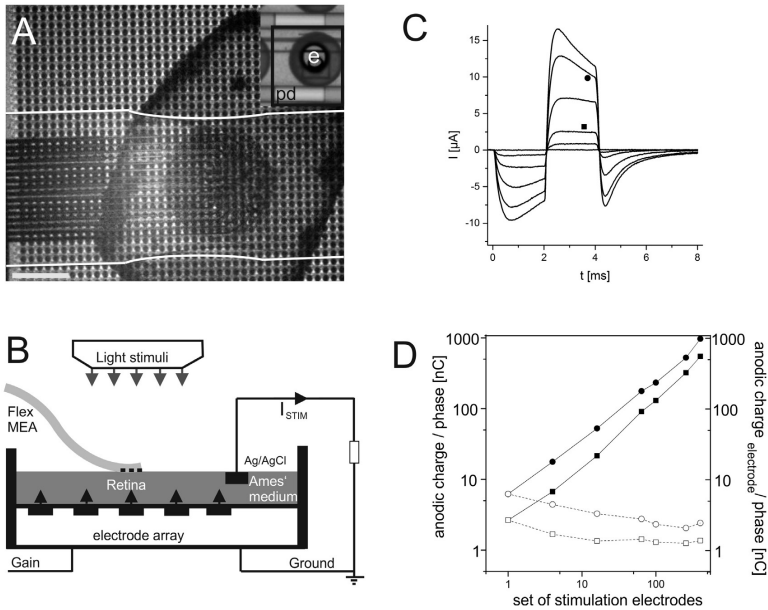 A
e
pd
C
I [µA]
15
10
5
0
-5
-10
0
2
4
6
8
t [ms]
B
Light stimuli
Flex
MEA
I STIM
Ag/AgCl
Retina
Ames'
medium
electrode array
Gain
Ground
D
anodic charge / phase [nC]
1000
100
10
1
1000
100
10
1
anodic charge electrode/phase [nC]
1
10
100
set of stimulation electrodes